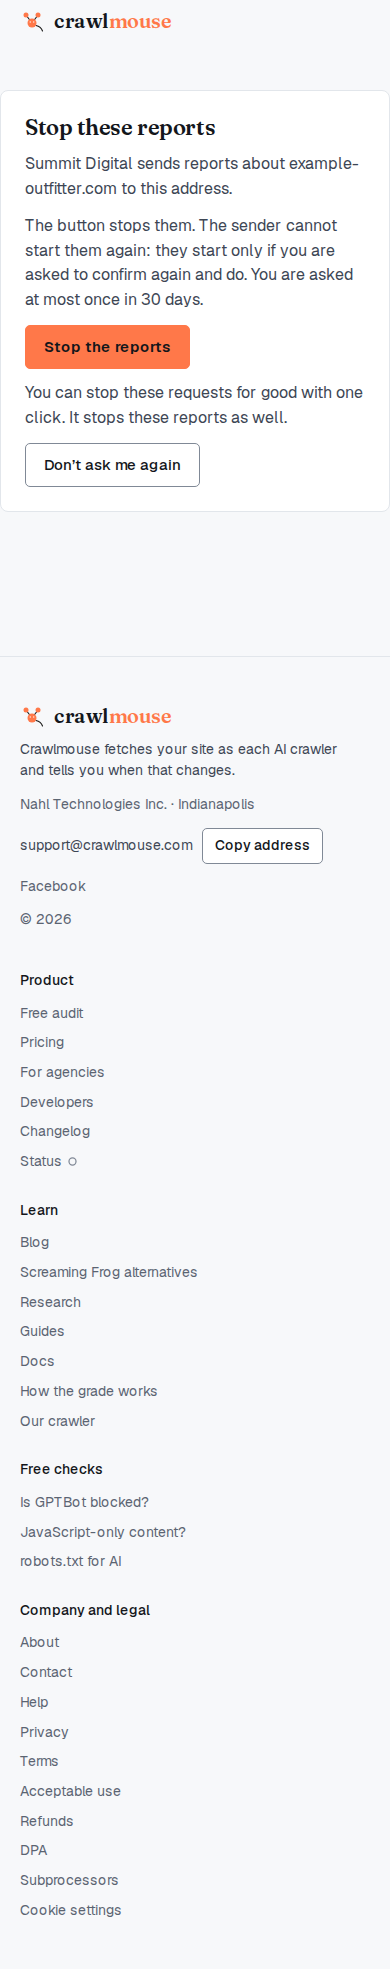 crawlmouse
Stop these reports
Summit Digital sends reports about example-
outfitter.com to this address.
The button stops them. The sender cannot
start them again: they start only if you are
asked to confirm again and do. You are asked
at most once in 30 days.
Stop the reports
You can stop these requests for good with one
click. It stops these reports as well.
Don’t ask me again
crawlmouse
Crawlmouse fetches your site as each AI crawler
and tells you when that changes.
Nahl Technologies Inc. · Indianapolis
support@crawlmouse.com Copy address
Facebook
© 2026
Product
Free audit
Pricing
For agencies
Developers
Changelog
Status
Learn
Blog
Screaming Frog alternatives
Research
Guides
Docs
How the grade works
Our crawler
Free checks
Is GPTBot blocked?
JavaScript-only content?
robots.txt for AI
Company and legal
About
Contact
Help
Privacy
Terms
Acceptable use
Refunds
DPA
Subprocessors
Cookie settings